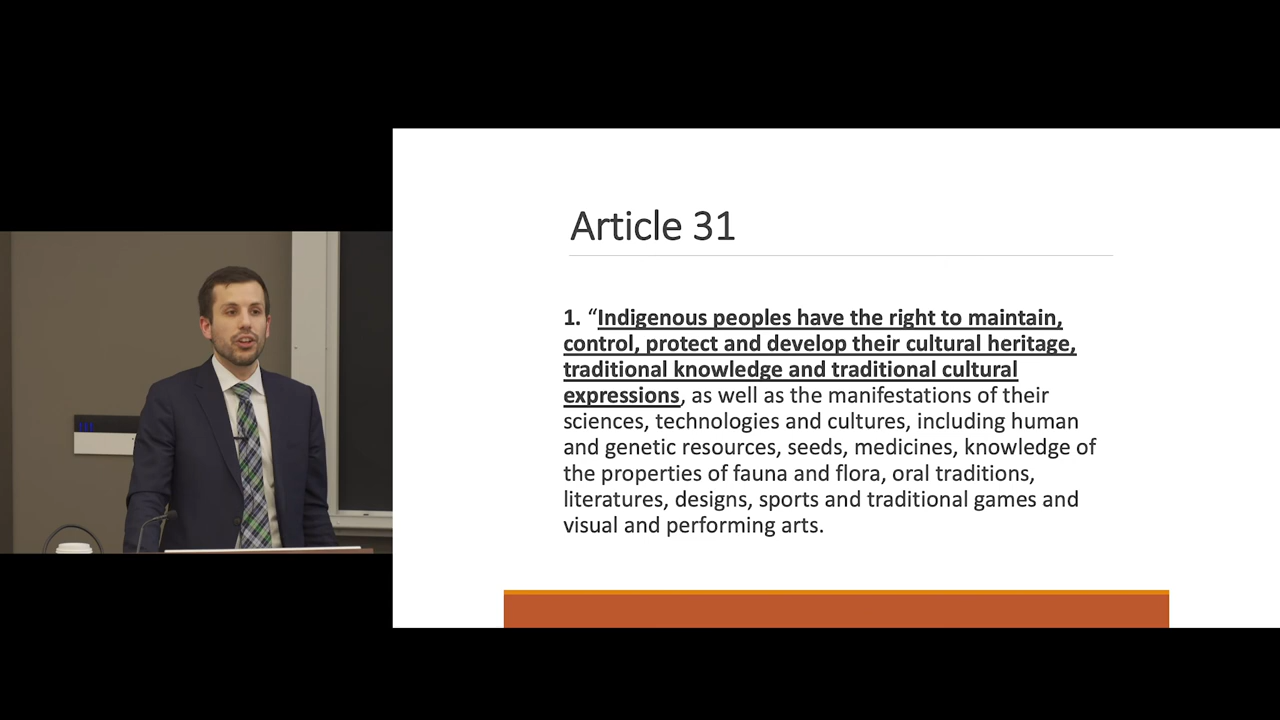 Article 31
1. “Indigenous peoples have the right to maintain,
control, protect and develop their cultural heritage,
traditional knowledge and traditional cultural
expressions, as well as the manifestations of their
sciences, technologies and cultures, including human
and genetic resources, seeds, medicines, knowledge of
the properties of fauna and flora, oral traditions,
literatures, designs, sports and traditional games and
visual and performing arts.